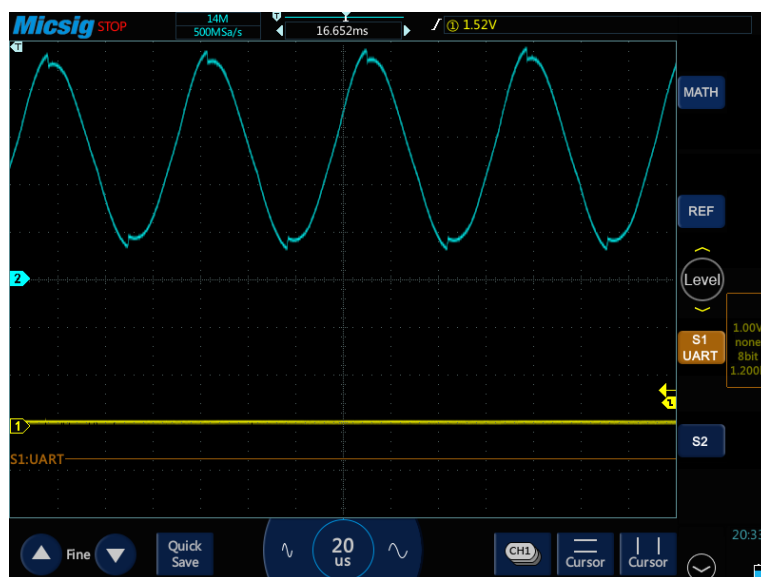 Micsig STOP
14M
500MSa/s
T
16.652ms
① 1.52V
T
MATH
REF
2
Level
1.00V
S1
UART
none
8bit
1
S2
S1:UART
20:33
Fine
Quick
Save
20
us
CH1
Cursor
Cursor